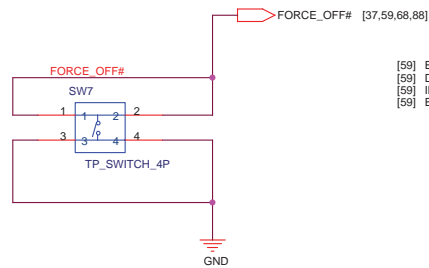 FORCE_OFF# [37,59,68,88]
[59]
[59]
[59]
[59]
FORCE_OFF#
SW7
1 1 2 2
3 3 4 4
TP_SWITCH_4P
GND